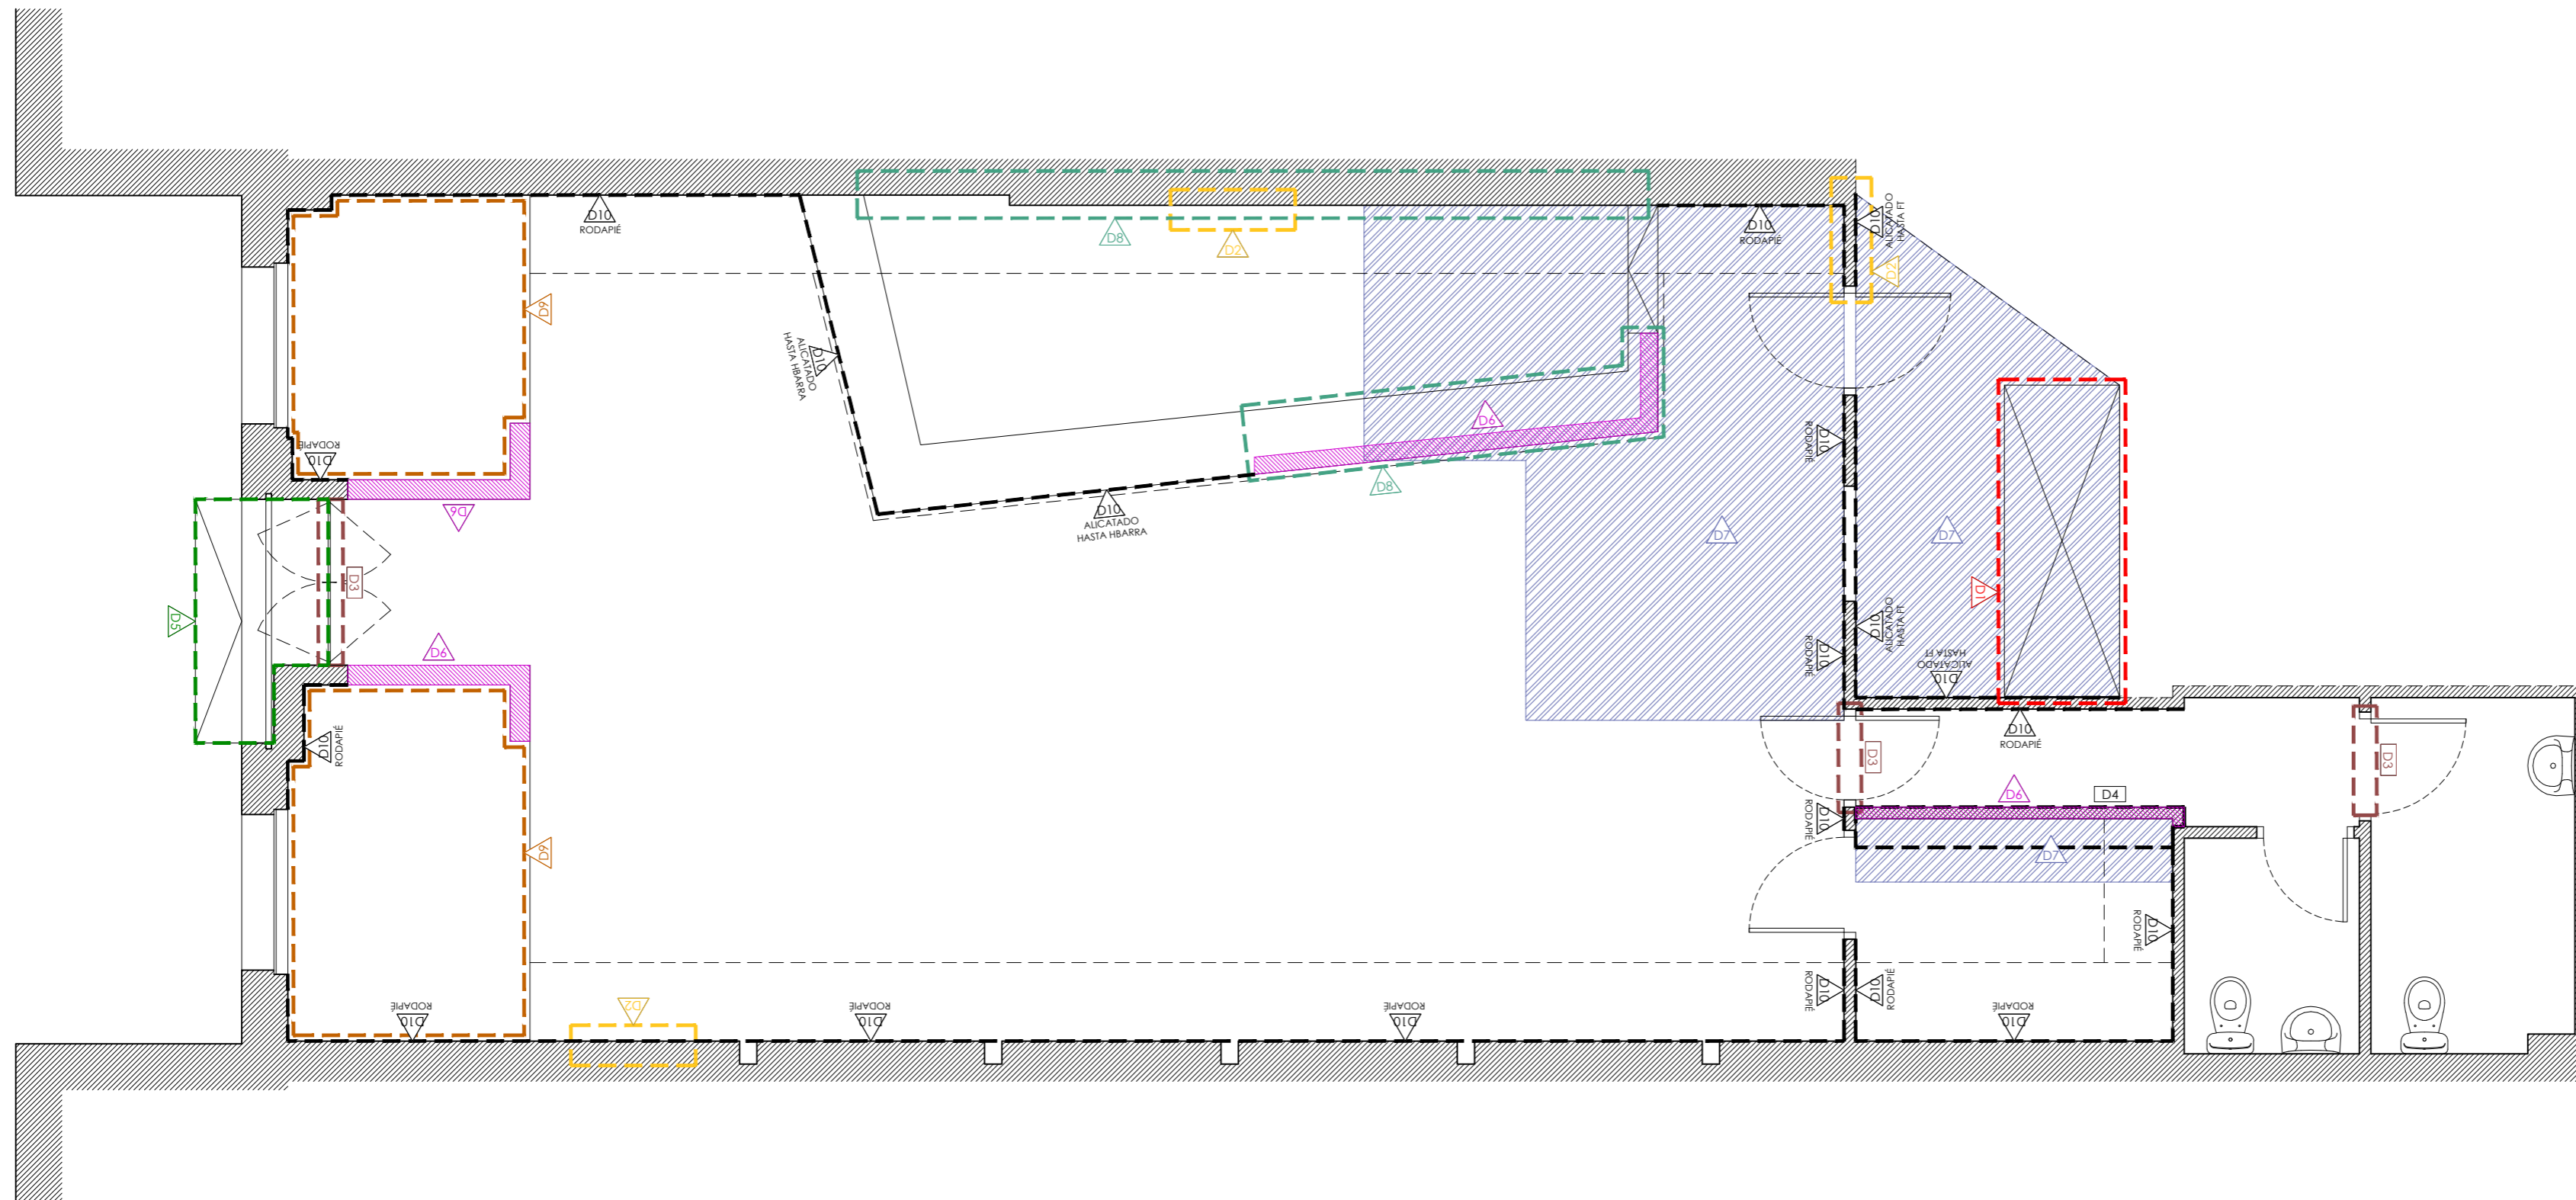 D10
RODAPIÉ
D8
D2
D10
RODAPIÉ
D10
ALICATADO
HASTA FT
D2
D9
D10
ALICATADO
HASTA HBARRA
D6
D10
RODAPIÉ
D10
RODAPIÉ
D8
D6
D10
ALICATADO
HASTA HBARRA
D7
D7
D3
D1
D5
D10
ALICATADO
HASTA FT
D6
D10
RODAPIÉ
D10
ALICATADO
HASTA FT
D10
RODAPIÉ
D10
RODAPIÉ
D3
D3
D6
D4
D10
RODAPIÉ
D9
D7
D10
RODAPIÉ
D10
RODAPIÉ
D10
RODAPIÉ
D10
RODAPIÉ
D2
D10
RODAPIÉ
D10
RODAPIÉ
D10
RODAPIÉ